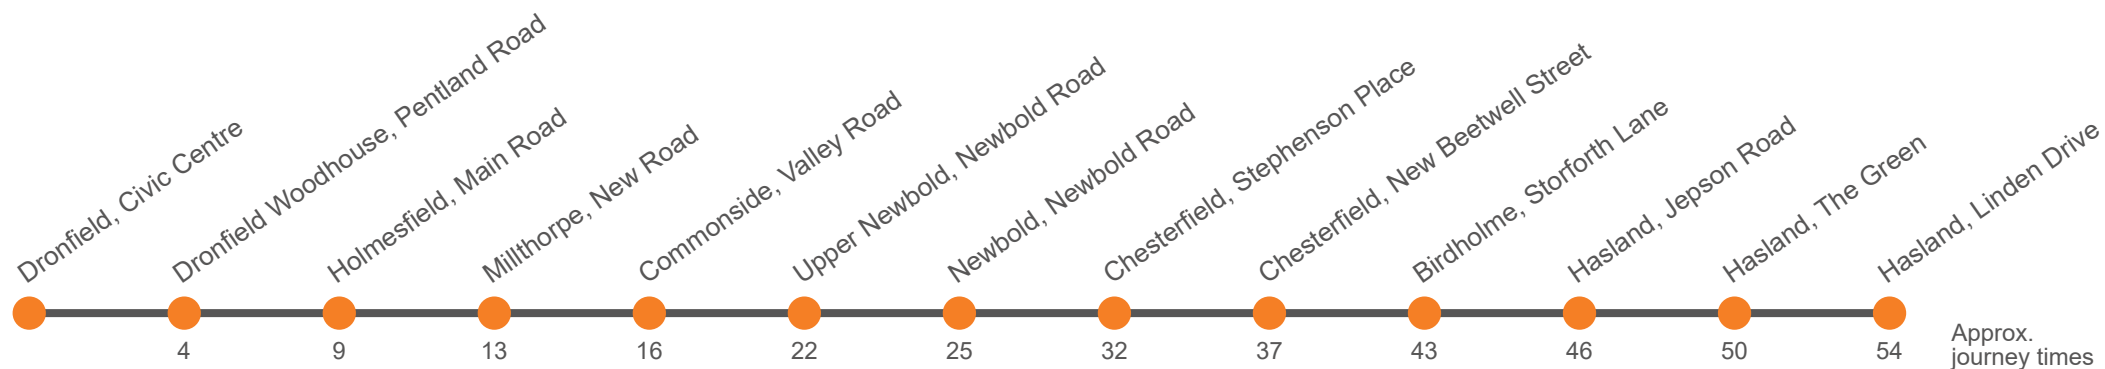 Dronfield, Civic Centre
Dronfield Woodhouse, Pentland Road
Holmesfield, Main Road
Millthorpe, New Road
Commonside, Valley Road
Upper Newbold, Newbold Road
Newbold, Newbold Road
Chesterfield, Stephenson Place
Chesterfield, New Beetwell Street
Birdholme, Storforth Lane
Hasland, Jepson Road
Hasland, The Green
Hasland, Linden Drive
4
9
13
16
22
25
32
37
43
46
50
54
Approx.
journey times